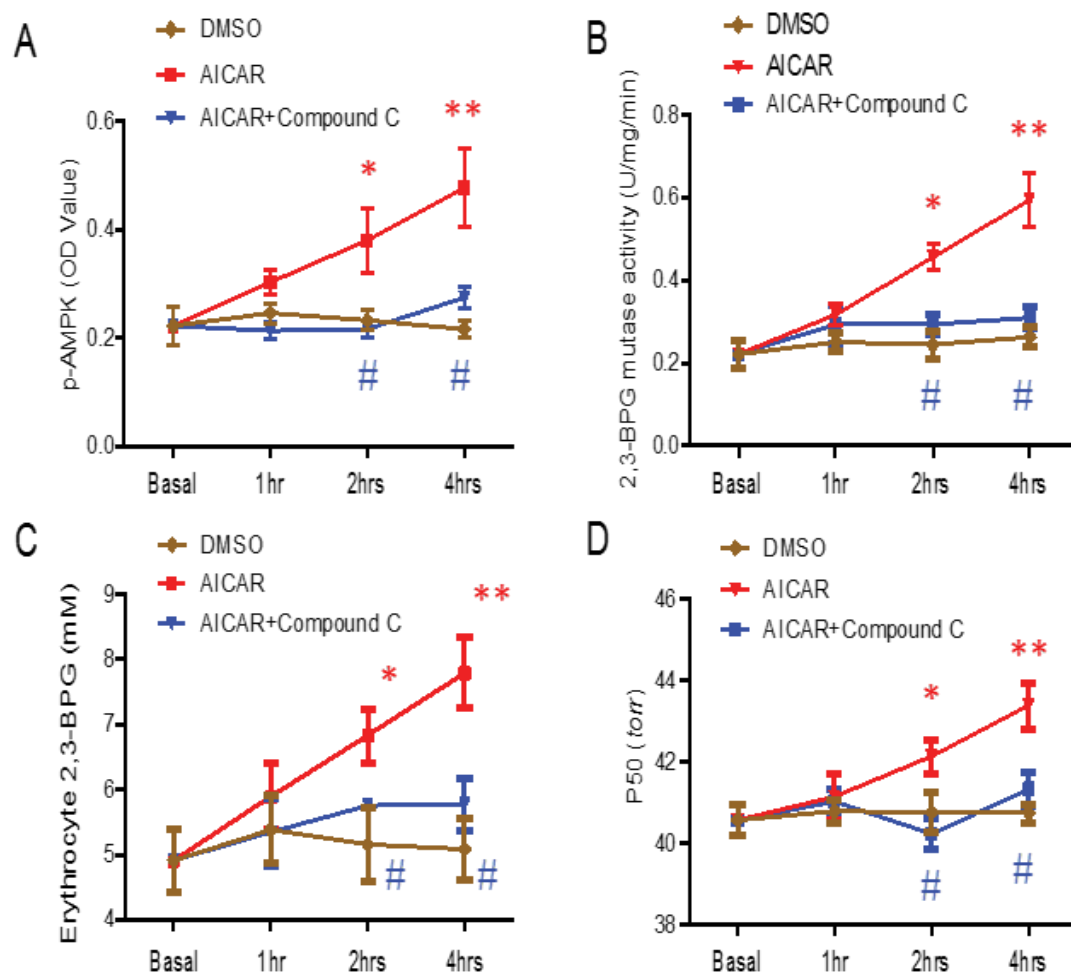 A
DMSO
AICAR
AICAR+Compound C
p-AMPK (OD Value)
0.6
0.4
0.2
0.0
*
**
#
#
Basal
1hr
2hrs
4hrs
B
DMSO
AICAR
AICAR+Compound C
2,3-BPG mutase activity (U/mg/min)
0.8
0.6
0.4
0.2
0.0
*
**
#
#
Basal
1hr
2hrs
4hrs
C
DMSO
AICAR
AICAR+Compound C
Erythrocyte 2,3-BPG (mM)
9
8
7
6
5
4
*
**
#
#
Basal
1hr
2hrs
4hrs
D
DMSO
AICAR
AICAR+Compound C
P50 (torr)
46
44
42
40
38
*
**
#
#
Basal
1hr
2hrs
4hrs